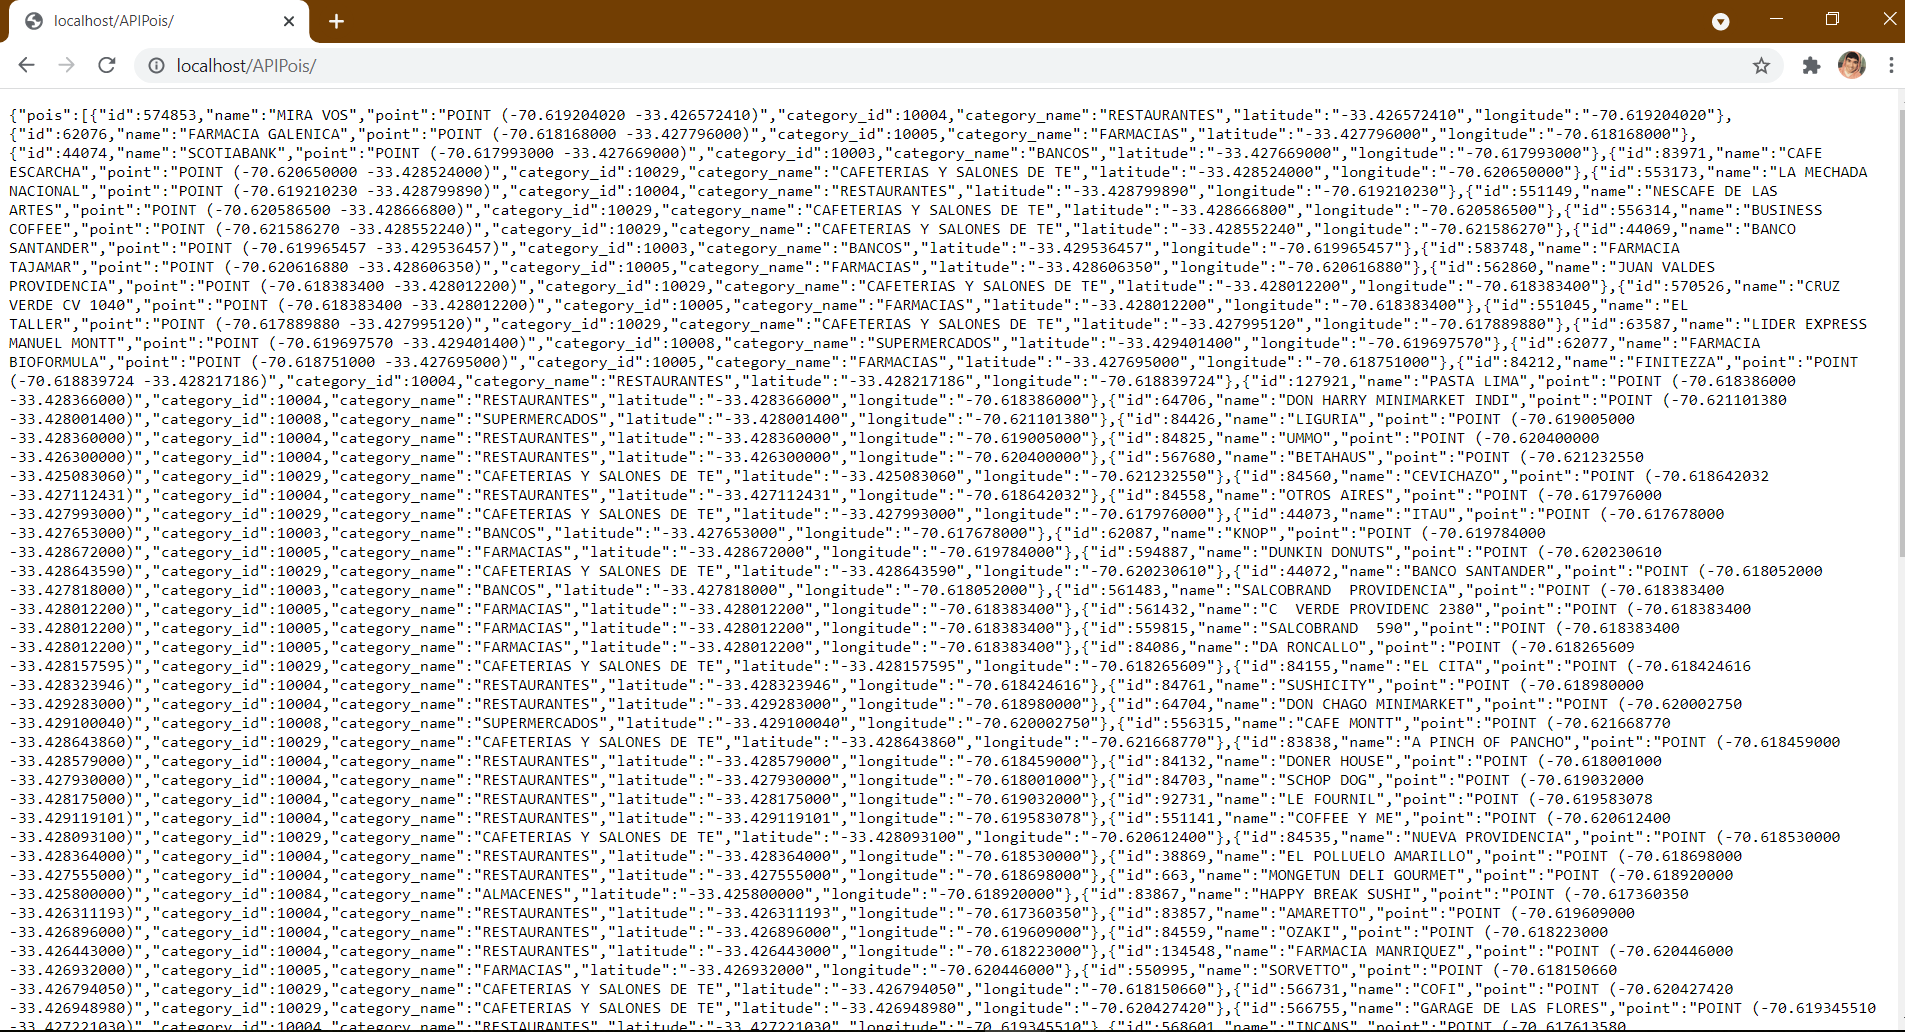 localhost/APIPois/
localhost/APIPois/
{"pois":[{"id":574853,"name":"MIRA VOS","point":"POINT (-70.619204020 -33.426572410)","category_id":10004,"category_name":"RESTAURANTES","latitude":"-33.426572410","longitude":"-70.619204020"},
{"id":62076,"name":"FARMACIA GALENICA","point":"POINT (-70.618168000 -33.427796000)","category_id":10005,"category_name":"FARMACIAS","latitude":"-33.427796000","longitude":"-70.618168000"},
{"id":44074,"name":"SCOTIABANK","point":"POINT (-70.617993000 -33.427669000)","category_id":10003,"category_name":"BANCOS","latitude":"-33.427669000","longitude":"-70.617993000"},{"id":83971,"name":"CAFE
ESCARCHA","point":"POINT (-70.620650000 -33.428524000)","category_id":10029,"category_name":"CAFETERIAS Y SALONES DE TE","latitude":"-33.428524000","longitude":"-70.620650000"},{"id":553173,"name":"LA MECHADA
NACIONAL","point":"POINT (-70.619210230 -33.428799890)","category_id":10004,"category_name":"RESTAURANTES","latitude":"-33.428799890","longitude":"-70.619210230"},{"id":551149,"name":"NESCAFE DE LAS
ARTES","point":"POINT (-70.620586500 -33.428666800)","category_id":10029,"category_name":"CAFETERIAS Y SALONES DE TE","latitude":"-33.428666800","longitude":"-70.620586500"},{"id":556314,"name":"BUSINESS
COFFEE","point":"POINT (-70.621586270 -33.428552240)","category_id":10029,"category_name":"CAFETERIAS Y SALONES DE TE","latitude":"-33.428552240","longitude":"-70.621586270"},{"id":44069,"name":"BANCO
SANTANDER","point":"POINT (-70.619965457 -33.429536457)","category_id":10003,"category_name":"BANCOS","latitude":"-33.429536457","longitude":"-70.619965457"},{"id":583748,"name":"FARMACIA
TAJAMAR","point":"POINT (-70.620616880 -33.428606350)","category_id":10005,"category_name":"FARMACIAS","latitude":"-33.428606350","longitude":"-70.620616880"},{"id":562860,"name":"JUAN VALDES
PROVIDENCIA","point":"POINT (-70.618383400 -33.428012200)","category_id":10029,"category_name":"CAFETERIAS Y SALONES DE TE","latitude":"-33.428012200","longitude":"-70.618383400"},{"id":570526,"name":"CRUZ
VERDE CV 1040","point":"POINT (-70.618383400 -33.428012200)","category_id":10005,"category_name":"FARMACIAS","latitude":"-33.428012200","longitude":"-70.618383400"},{"id":551045,"name":"EL
TALLER","point":"POINT (-70.617889880 -33.427995120)","category_id":10029,"category_name":"CAFETERIAS Y SALONES DE TE","latitude":"-33.427995120","longitude":"-70.617889880"},{"id":63587,"name":"LIDER EXPRESS
MANUEL MONTT","point":"POINT (-70.619697570 -33.429401400)","category_id":10008,"category_name":"SUPERMERCADOS","latitude":"-33.429401400","longitude":"-70.619697570"},{"id":62077,"name":"FARMACIA
BIOFORMULA","point":"POINT (-70.618751000 -33.427695000)","category_id":10005,"category_name":"FARMACIAS","latitude":"-33.427695000","longitude":"-70.618751000"},{"id":84212,"name":"FINITEZZA","point":"POINT
(-70.618839724 -33.428217186)","category_id":10004,"category_name":"RESTAURANTES","latitude":"-33.428217186","longitude":"-70.618839724"},{"id":127921,"name":"PASTA LIMA","point":"POINT (-70.618386000
-33.428366000)","category_id":10004,"category_name":"RESTAURANTES","latitude":"-33.428366000","longitude":"-70.618386000"},{"id":64706,"name":"DON HARRY MINIMARKET INDI","point":"POINT (-70.621101380
-33.428001400)","category_id":10008,"category_name":"SUPERMERCADOS","latitude":"-33.428001400","longitude":"-70.621101380"},{"id":84426,"name":"LIGURIA","point":"POINT (-70.619005000
-33.428360000)","category_id":10004,"category_name":"RESTAURANTES","latitude":"-33.428360000","longitude":"-70.619005000"},{"id":84825,"name":"UMMO","point":"POINT (-70.620400000
-33.426300000)","category_id":10004,"category_name":"RESTAURANTES","latitude":"-33.426300000","longitude":"-70.620400000"},{"id":567680,"name":"BETAHAUS","point":"POINT (-70.621232550
-33.425083060)","category_id":10029,"category_name":"CAFETERIAS Y SALONES DE TE","latitude":"-33.425083060","longitude":"-70.621232550"},{"id":84560,"name":"CEVICHAZO","point":"POINT (-70.618642032
-33.427112431)","category_id":10004,"category_name":"RESTAURANTES","latitude":"-33.427112431","longitude":"-70.618642032"},{"id":84558,"name":"OTROS AIRES","point":"POINT (-70.617976000
-33.427993000)","category_id":10029,"category_name":"CAFETERIAS Y SALONES DE TE","latitude":"-33.427993000","longitude":"-70.617976000"},{"id":44073,"name":"ITAU","point":"POINT (-70.617678000
-33.427653000)","category_id":10003,"category_name":"BANCOS","latitude":"-33.427653000","longitude":"-70.617678000"},{"id":62087,"name":"KNOP","point":"POINT (-70.619784000
-33.428672000)","category_id":10005,"category_name":"FARMACIAS","latitude":"-33.428672000","longitude":"-70.619784000"},{"id":594887,"name":"DUNKIN DONUTS","point":"POINT (-70.620230610
-33.428643590)","category_id":10029,"category_name":"CAFETERIAS Y SALONES DE TE","latitude":"-33.428643590","longitude":"-70.620230610"},{"id":44072,"name":"BANCO SANTANDER","point":"POINT (-70.618052000
-33.427818000)","category_id":10003,"category_name":"BANCOS","latitude":"-33.427818000","longitude":"-70.618052000"},{"id":561483,"name":"SALCOBRAND  PROVIDENCIA","point":"POINT (-70.618383400
-33.428012200)","category_id":10005,"category_name":"FARMACIAS","latitude":"-33.428012200","longitude":"-70.618383400"},{"id":561432,"name":"C  VERDE PROVIDENC 2380","point":"POINT (-70.618383400
-33.428012200)","category_id":10005,"category_name":"FARMACIAS","latitude":"-33.428012200","longitude":"-70.618383400"},{"id":559815,"name":"SALCOBRAND  590","point":"POINT (-70.618383400
-33.428012200)","category_id":10005,"category_name":"FARMACIAS","latitude":"-33.428012200","longitude":"-70.618383400"},{"id":84086,"name":"DA RONCALLO","point":"POINT (-70.618265609
-33.428157595)","category_id":10029,"category_name":"CAFETERIAS Y SALONES DE TE","latitude":"-33.428157595","longitude":"-70.618265609"},{"id":84155,"name":"EL CITA","point":"POINT (-70.618424616
-33.428323946)","category_id":10004,"category_name":"RESTAURANTES","latitude":"-33.428323946","longitude":"-70.618424616"},{"id":84761,"name":"SUSHICITY","point":"POINT (-70.618980000
-33.429283000)","category_id":10004,"category_name":"RESTAURANTES","latitude":"-33.429283000","longitude":"-70.618980000"},{"id":64704,"name":"DON CHAGO MINIMARKET","point":"POINT (-70.620002750
-33.429100040)","category_id":10008,"category_name":"SUPERMERCADOS","latitude":"-33.429100040","longitude":"-70.620002750"},{"id":556315,"name":"CAFE MONTT","point":"POINT (-70.621668770
-33.428643860)","category_id":10029,"category_name":"CAFETERIAS Y SALONES DE TE","latitude":"-33.428643860","longitude":"-70.621668770"},{"id":83838,"name":"A PINCH OF PANCHO","point":"POINT (-70.618459000
-33.428579000)","category_id":10004,"category_name":"RESTAURANTES","latitude":"-33.428579000","longitude":"-70.618459000"},{"id":84132,"name":"DONER HOUSE","point":"POINT (-70.618001000
-33.427930000)","category_id":10004,"category_name":"RESTAURANTES","latitude":"-33.427930000","longitude":"-70.618001000"},{"id":84703,"name":"SCHOP DOG","point":"POINT (-70.619032000
-33.428175000)","category_id":10004,"category_name":"RESTAURANTES","latitude":"-33.428175000","longitude":"-70.619032000"},{"id":92731,"name":"LE FOURNIL","point":"POINT (-70.619583078
-33.429119101)","category_id":10004,"category_name":"RESTAURANTES","latitude":"-33.429119101","longitude":"-70.619583078"},{"id":551141,"name":"COFFEE Y ME","point":"POINT (-70.620612400
-33.428093100)","category_id":10029,"category_name":"CAFETERIAS Y SALONES DE TE","latitude":"-33.428093100","longitude":"-70.620612400"},{"id":84535,"name":"NUEVA PROVIDENCIA","point":"POINT (-70.618530000
-33.428364000)","category_id":10004,"category_name":"RESTAURANTES","latitude":"-33.428364000","longitude":"-70.618530000"},{"id":38869,"name":"EL POLLUELO AMARILLO","point":"POINT (-70.618698000
-33.427555000)","category_id":10004,"category_name":"RESTAURANTES","latitude":"-33.427555000","longitude":"-70.618698000"},{"id":663,"name":"MONGETUN DELI GOURMET","point":"POINT (-70.618920000
-33.425800000)","category_id":10084,"category_name":"ALMACENES","latitude":"-33.425800000","longitude":"-70.618920000"},{"id":83867,"name":"HAPPY BREAK SUSHI","point":"POINT (-70.617360350
-33.426311193)","category_id":10004,"category_name":"RESTAURANTES","latitude":"-33.426311193","longitude":"-70.617360350"},{"id":83857,"name":"AMARETTO","point":"POINT (-70.619609000
-33.426896000)","category_id":10004,"category_name":"RESTAURANTES","latitude":"-33.426896000","longitude":"-70.619609000"},{"id":84559,"name":"OZAKI","point":"POINT (-70.618223000
-33.426443000)","category_id":10004,"category_name":"RESTAURANTES","latitude":"-33.426443000","longitude":"-70.618223000"},{"id":134548,"name":"FARMACIA MANRIQUEZ","point":"POINT (-70.620446000
-33.426932000)","category_id":10005,"category_name":"FARMACIAS","latitude":"-33.426932000","longitude":"-70.620446000"},{"id":550995,"name":"SORVETTO","point":"POINT (-70.618150660
-33.426794050)","category_id":10029,"category_name":"CAFETERIAS Y SALONES DE TE","latitude":"-33.426794050","longitude":"-70.618150660"},{"id":566731,"name":"COFI","point":"POINT (-70.620427420
-33.426948980)","category_id":10029,"category_name":"CAFETERIAS Y SALONES DE TE","latitude":"-33.426948980","longitude":"-70.620427420"},{"id":566755,"name":"GARAGE DE LAS FLORES","point":"POINT (-70.619345510
-33.427221030)","category_id":10004,"category_name":"RESTAURANTES","latitude":"-33.427221030","longitude":"-70.619345510"},{"id":568601,"name":"INCANS","point":"POINT (-70.617613580